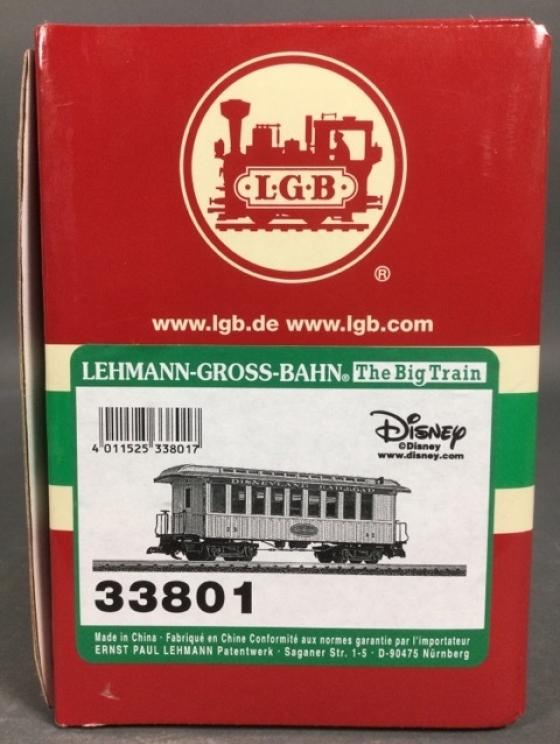 L.G.B
®
www.lgb.de www.lgb.com
LEHMANN-GROSS-BAHN® The Big Train
4 011525 338017
Disney
©Disney
www.disney.com
DISNEYLAND RAILROAD
33801
Made in China · Fabriqué en Chine Conformité aux normes garantie par l'importateur
ERNST PAUL LEHMANN Patentwerk · Saganer Str. 1-5 · D-90475 Nürnberg